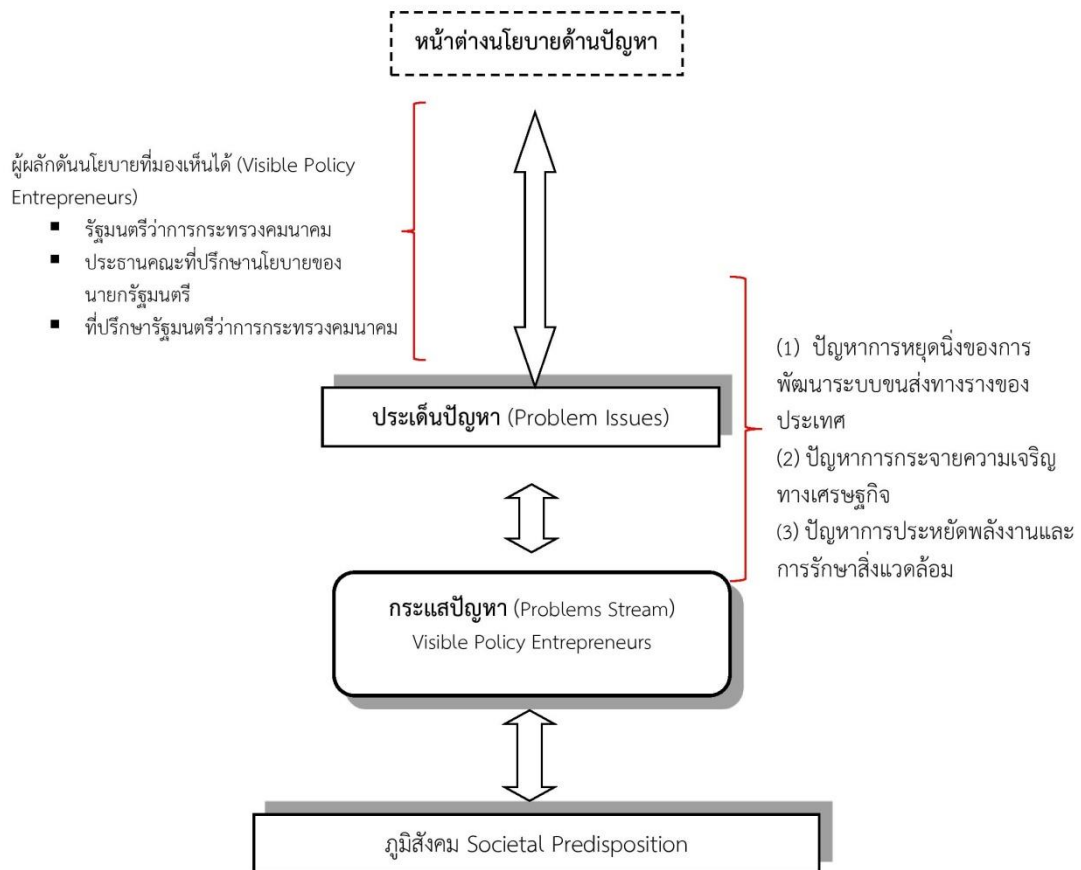 หน้าต่างนโยบายด้านปัญหา
ผู้ผลักดันนโยบายที่มองเห็นได้ (Visible Policy
Entrepreneurs)
▪ รัฐมนตรีว่าการกระทรวงคมนาคม
▪ ประธานคณะที่ปรึกษานโยบายของ
นายกรัฐมนตรี
▪ ที่ปรึกษารัฐมนตรีว่าการกระทรวงคมนาคม
(1) ปัญหาการหยุดนิ่งของการ
พัฒนาระบบขนส่งทางรางของ
ประเทศ
(2) ปัญหาการกระจายความเจริญ
ทางเศรษฐกิจ
(3) ปัญหาการประหยัดพลังงานและ
การรักษาสิ่งแวดล้อม
ประเด็นปัญหา (Problem Issues)
กระแสปัญหา (Problems Stream)
Visible Policy Entrepreneurs
ภูมิสังคม Societal Predisposition